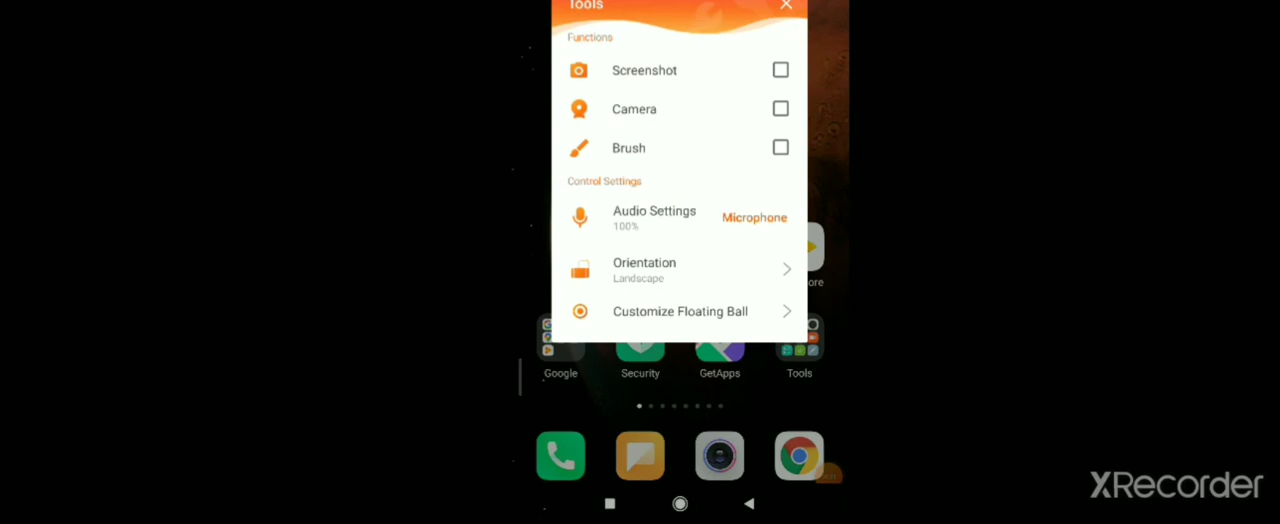 Tools
Functions
Screenshot
Camera
Brush
Control Settings
Audio Settings
100%
Microphone
Orientation
Landscape
Customize Floating Ball
ore
Google
Security
GetApps
Tools
XRecorder